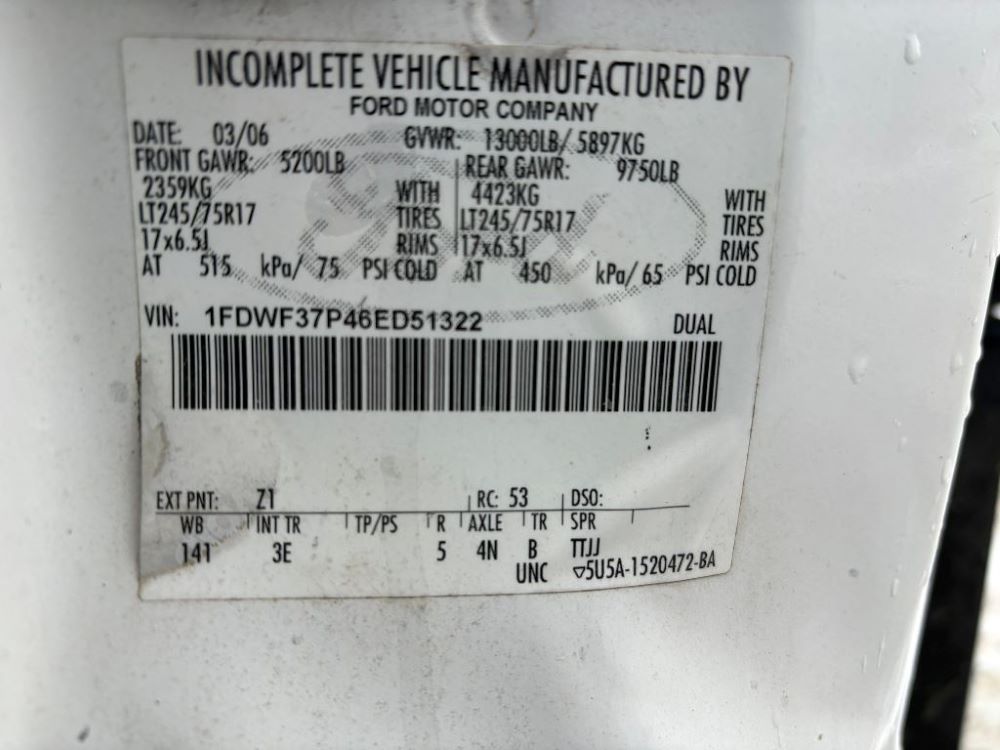 INCOMPLETE VEHICLE MANUFACTURED BY
FORD MOTOR COMPANY
DATE: 03/06 GVWR: 13000LB/ 5897KG
FRONT GAWR: 5200LB REAR GAWR: 9750LB
2359KG WITH 4423KG WITH
LT245/75R17 TIRES LT245/75R17 TIRES
17x6.5J RIMS 17x6.5J RIMS
AT 515 kPa/ 75 PSI COLD AT 450 kPa/ 65 PSI COLD
VIN: 1FDWF37P46ED51322 DUAL
EXT PNT: Z1 RC: 53 DSO:
WB INT TR TP/PS R AXLE TR SPR
141 3E 5 4N B TTJJ
UNC ▽5U5A-1520472-BA